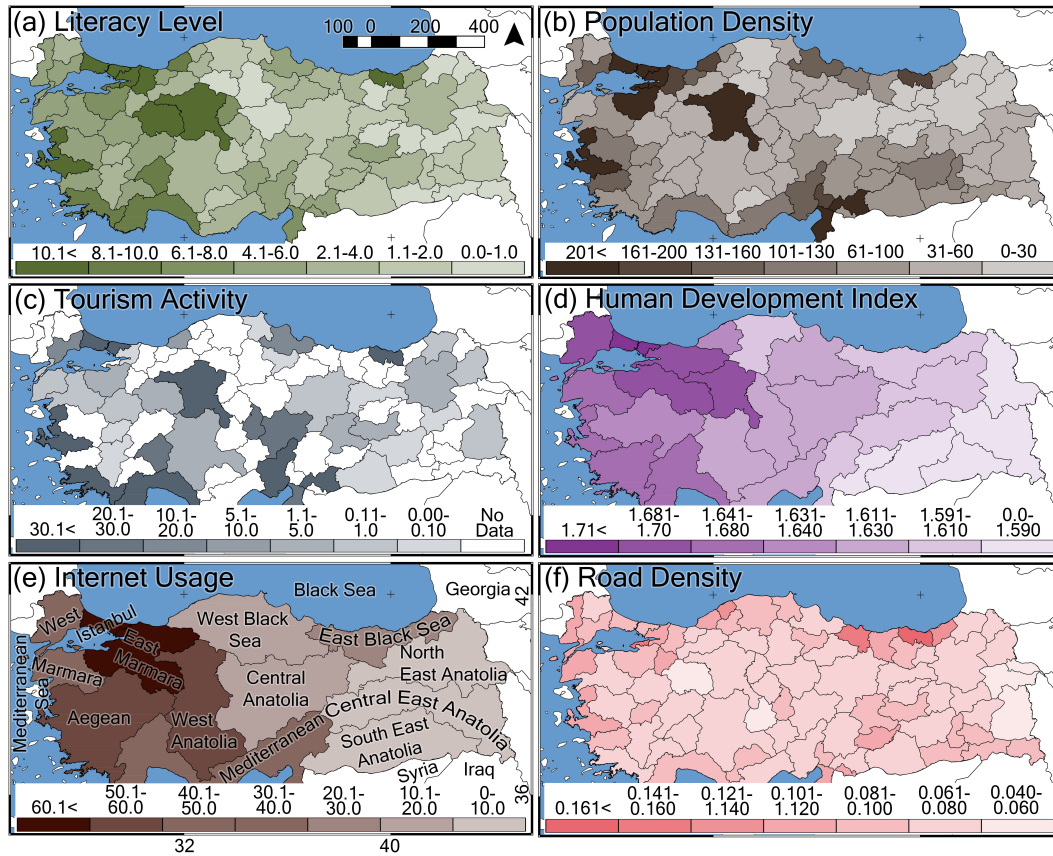 (a) Literacy Level
100 0 200 400
10.1< 8.1-10.0 6.1-8.0 4.1-6.0 2.1-4.0 1.1-2.0 0.0-1.0
(b) Population Density
201< 161-200 131-160 101-130 61-100 31-60 0-30
(c) Tourism Activity
30.1< 20.1-30.0 10.1-20.0 5.1-10.0 1.1-5.0 0.11-1.0 0.00-0.10 No Data
(d) Human Development Index
1.71< 1.681-1.70 1.641-1.680 1.631-1.640 1.611-1.630 1.591-1.610 0.0-1.590
(e) Internet Usage
Black Sea
Georgia
42
West Marmara
Istanbul
East Marmara
West Black Sea
East Black Sea
North East Anatolia
Mediterranean Sea
Aegean
West Anatolia
Central Anatolia
Mediterranean
Central East Anatolia
South East Anatolia
Syria
Iraq
36
60.1< 50.1-60.0 40.1-50.0 30.1-40.0 20.1-30.0 10.1-20.0 0-10.0
32 40
(f) Road Density
0.161< 0.141-0.160 0.121-1.140 0.101-1.120 0.081-0.100 0.061-0.080 0.040-0.060